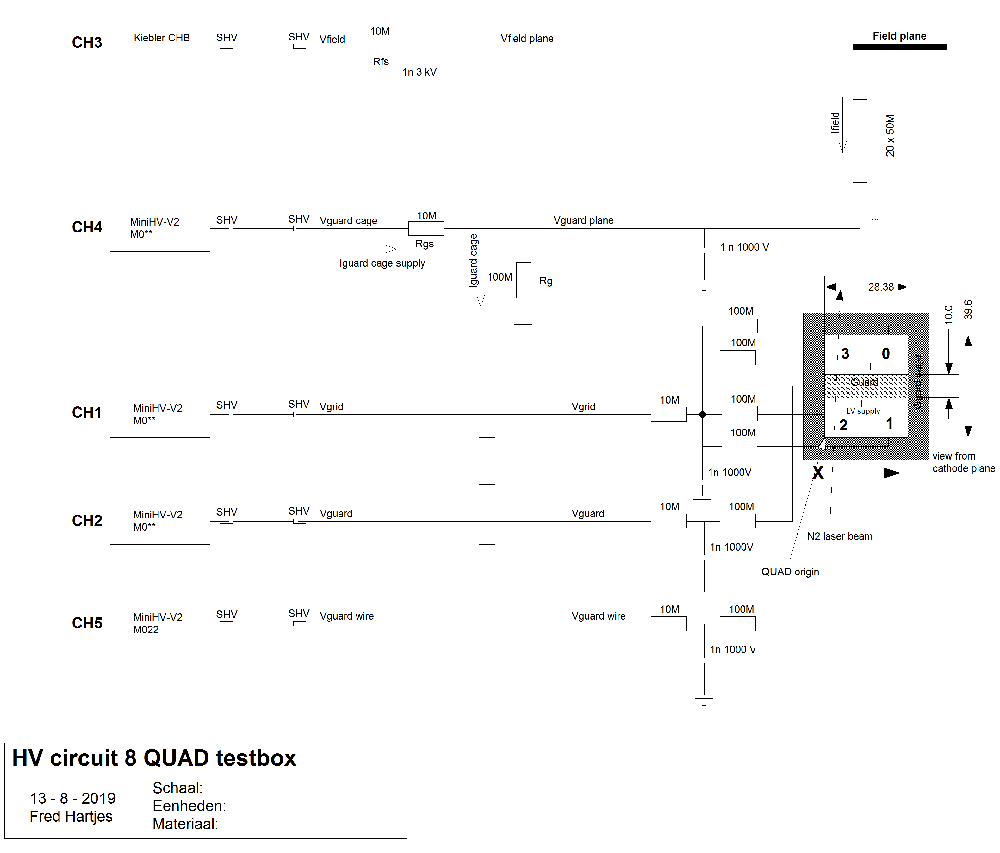 Field plane
CH3
Kiebler CHB
SHV
SHV
Vfield
10M
Rfs
Vfield plane
1n 3 kV
Ifield
20 x 50M
CH4
MiniHV-V2
M0**
SHV
SHV
Vguard cage
10M
Rgs
Vguard plane
Iguard cage supply
Iguard cage
100M
Rg
1 n 1000 V
28.38
10.0
39.6
100M
100M
3
0
Guard
Guard cage
LV supply
2
1
CH1
MiniHV-V2
M0**
SHV
SHV
Vgrid
Vgrid
10M
100M
100M
1n 1000V
view from
cathode plane
X
CH2
MiniHV-V2
M0**
SHV
SHV
Vguard
Vguard
10M
100M
1n 1000V
N2 laser beam
QUAD origin
CH5
MiniHV-V2
M022
SHV
SHV
Vguard wire
Vguard wire
10M
100M
1n 1000 V
HV circuit 8 QUAD testbox
13 - 8 - 2019
Fred Hartjes
Schaal:
Eenheden:
Materiaal: